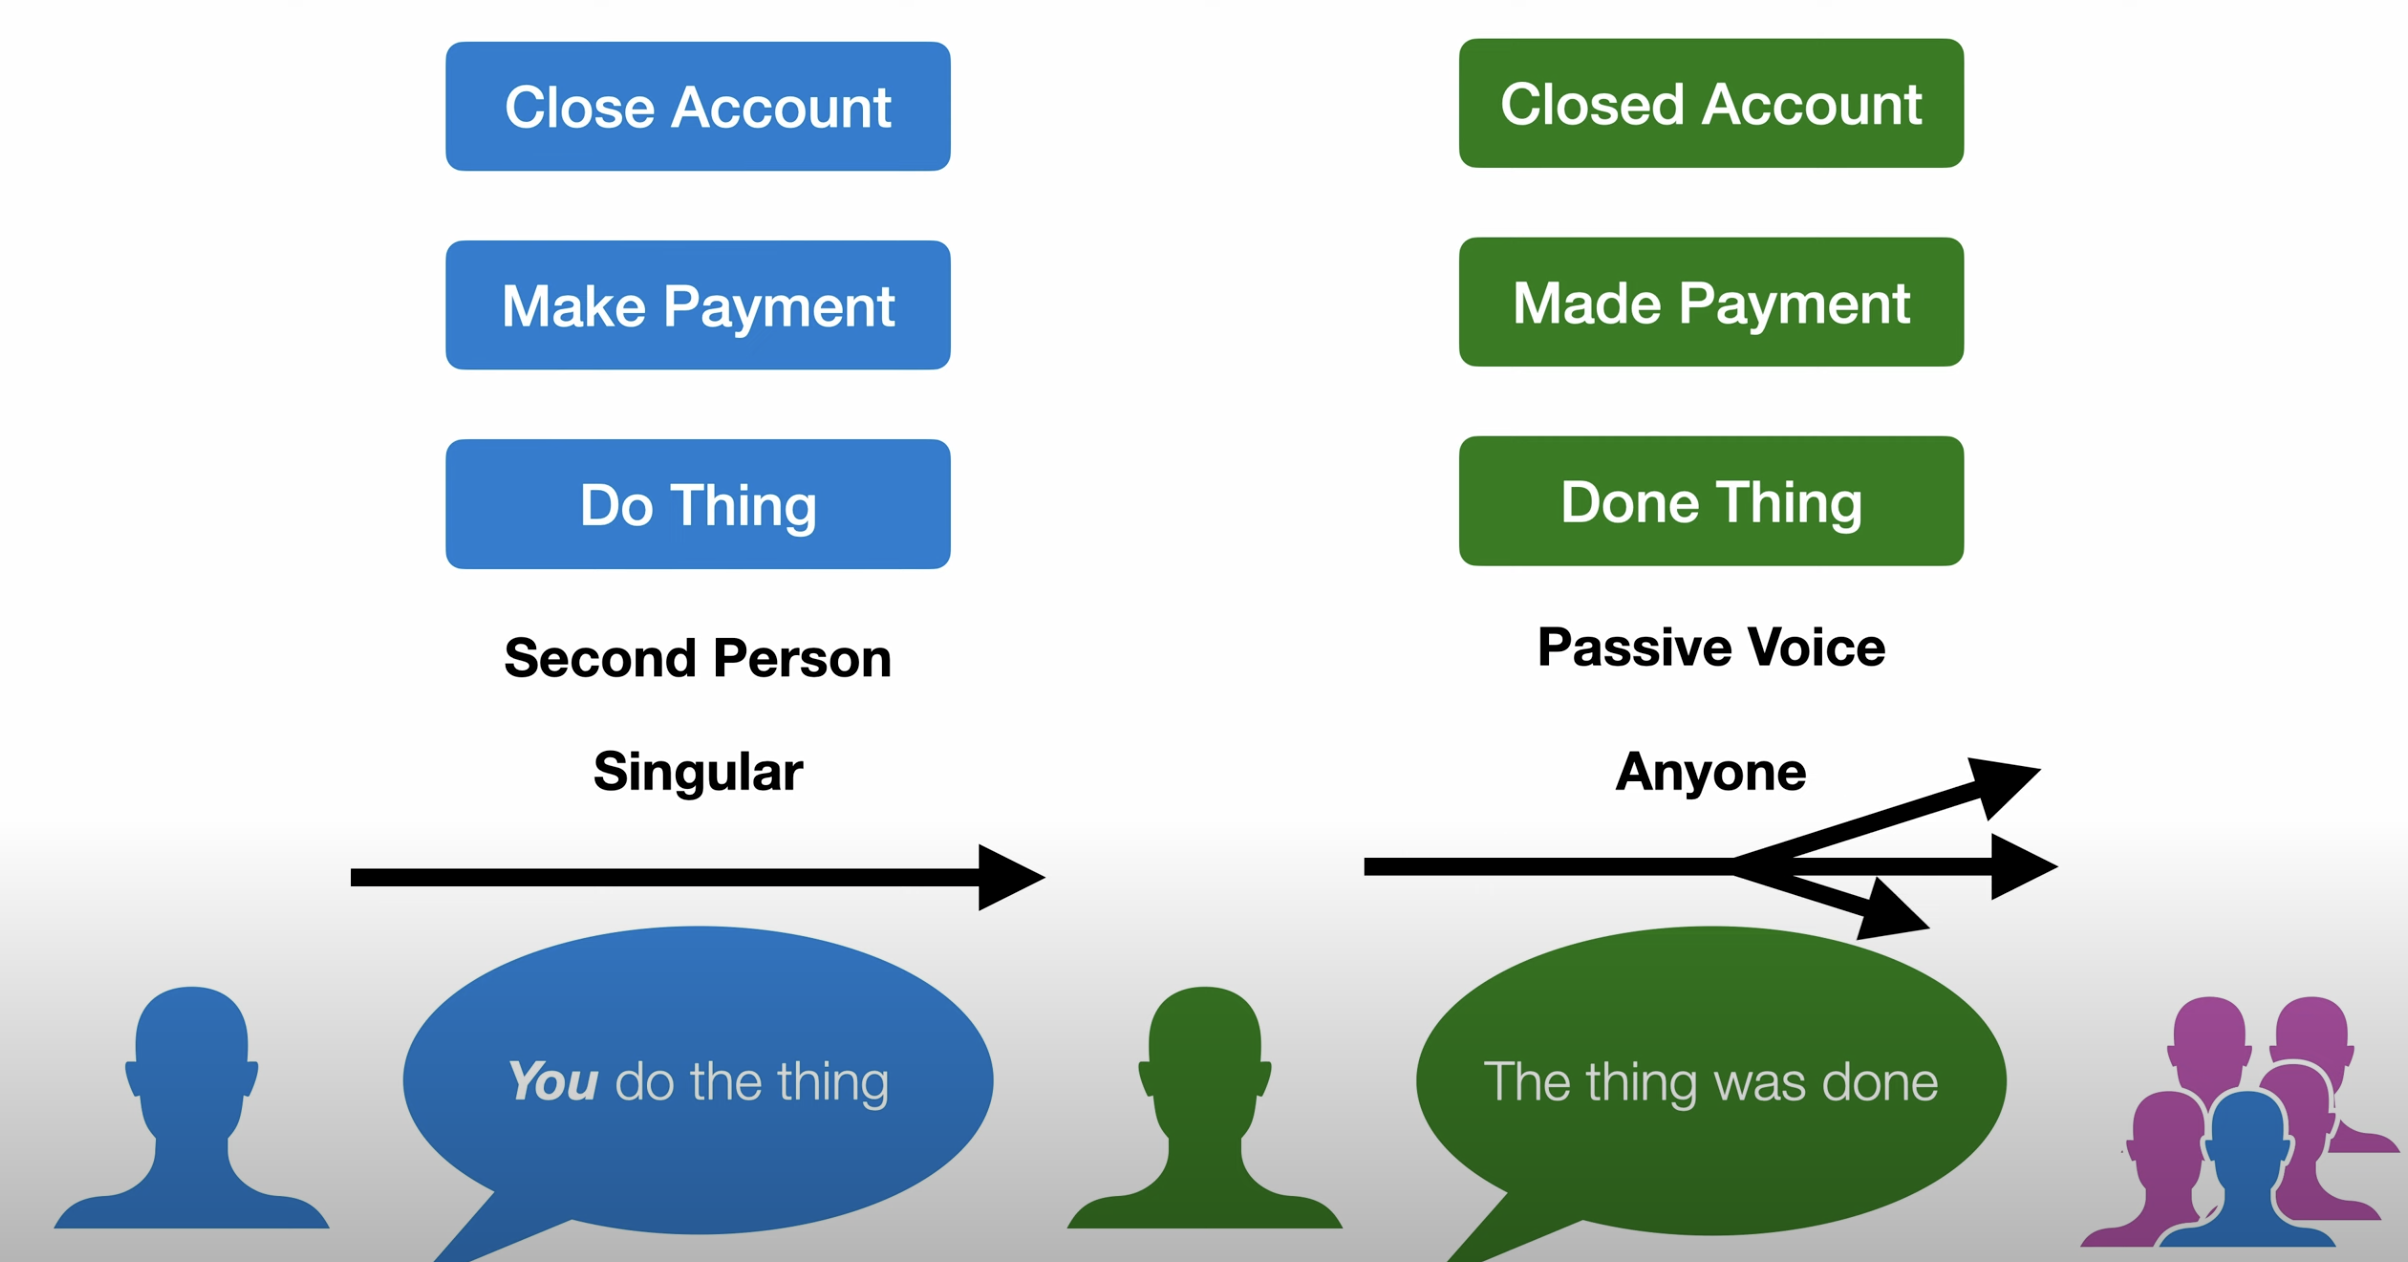 Close Account
Make Payment
Do Thing
Second Person
Singular
You do the thing
Closed Account
Made Payment
Done Thing
Passive Voice
Anyone
The thing was done